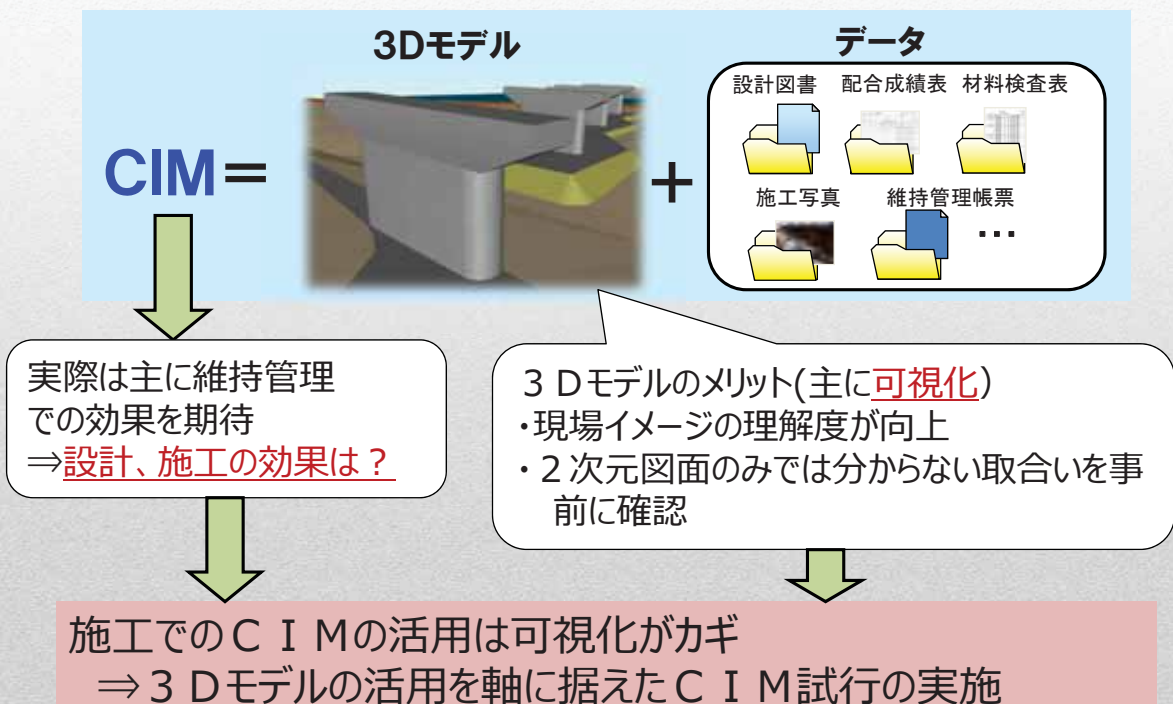 3Dモデル
データ
設計図書 配合成績表 材料検査表
CIM=
+
施工写真 維持管理帳票
…
実際は主に維持管理
での効果を期待
⇒設計、施工の効果は？
３Ｄモデルのメリット(主に可視化)
・現場イメージの理解度が向上
・２次元図面のみでは分からない取合いを事
前に確認
施工でのＣＩＭの活用は可視化がカギ
⇒３Ｄモデルの活用を軸に据えたＣＩＭ試行の実施